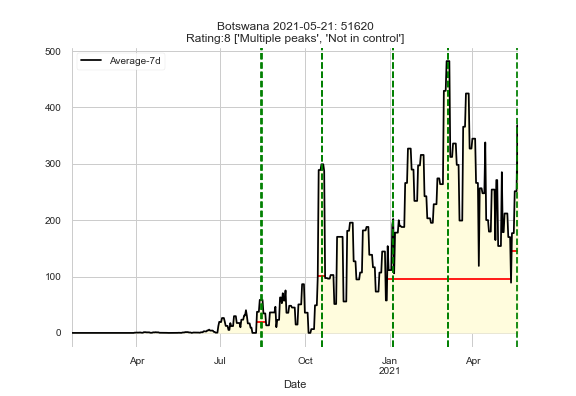 Botswana 2021-05-21: 51620
Rating:8 ['Multiple peaks', 'Not in control']
Average-7d
500
400
300
200
100
0
Apr
Jul
Oct
Jan
2021
Apr
Date